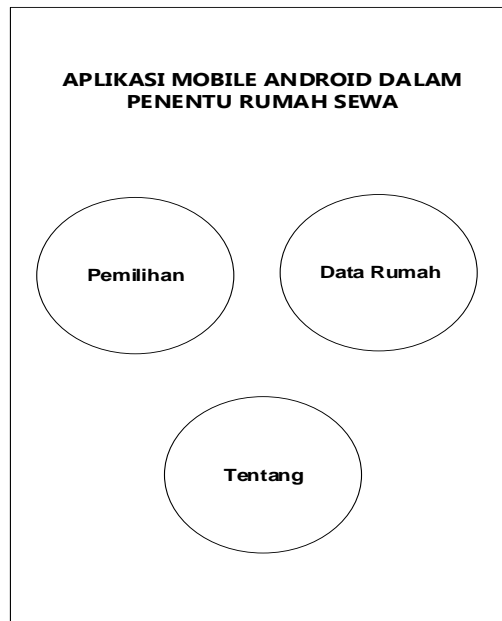 APLIKASI MOBILE ANDROID DALAM
PENENTU RUMAH SEWA
Pemilihan
Data Rumah
Tentang